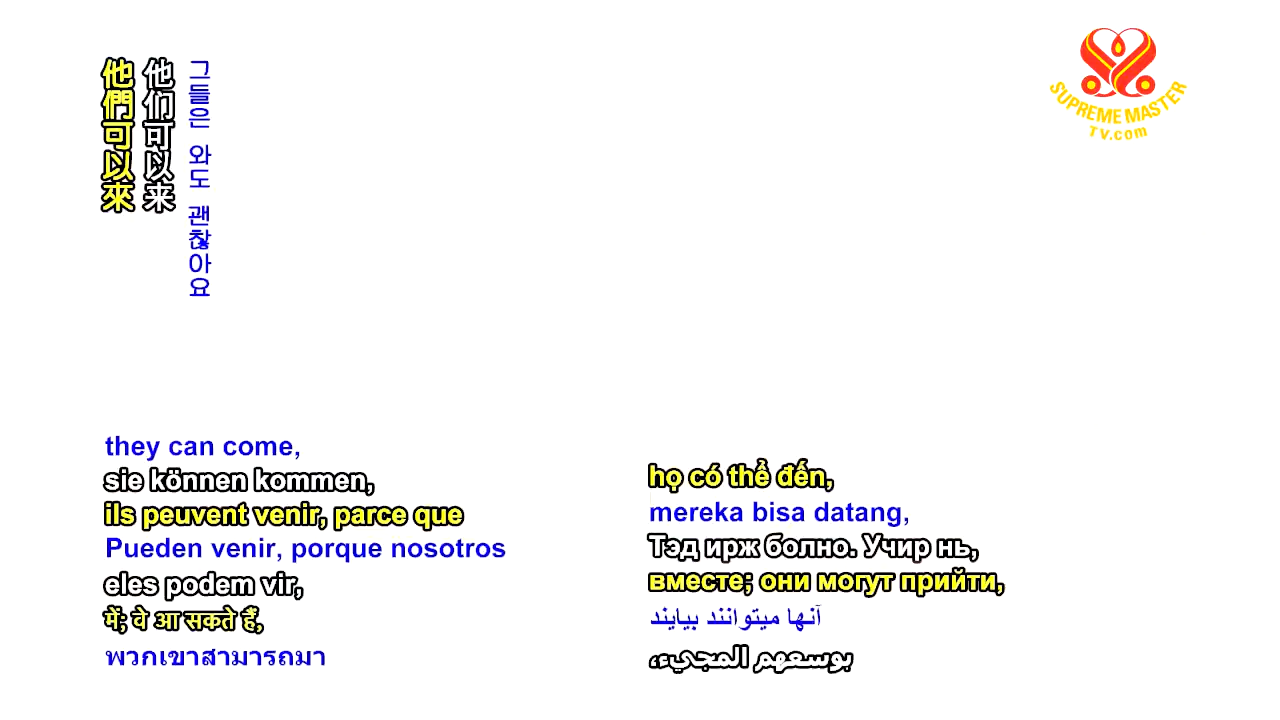 他們可以來
他们可以来
그들은 와도 괜찮아요
SUPREME MASTER
TV.com
they can come,
sie können kommen,
ils peuvent venir, parce que
Pueden venir, porque nosotros
eles podem vir,
में; वे आ सकते हैं,
พวกเขาสามารถมา
họ có thể đến,
mereka bisa datang,
Тэд ирж болно. Учир нь,
вместе; они могут прийти,
آنها میتوانند بیایند
بوسعهم المجيء،